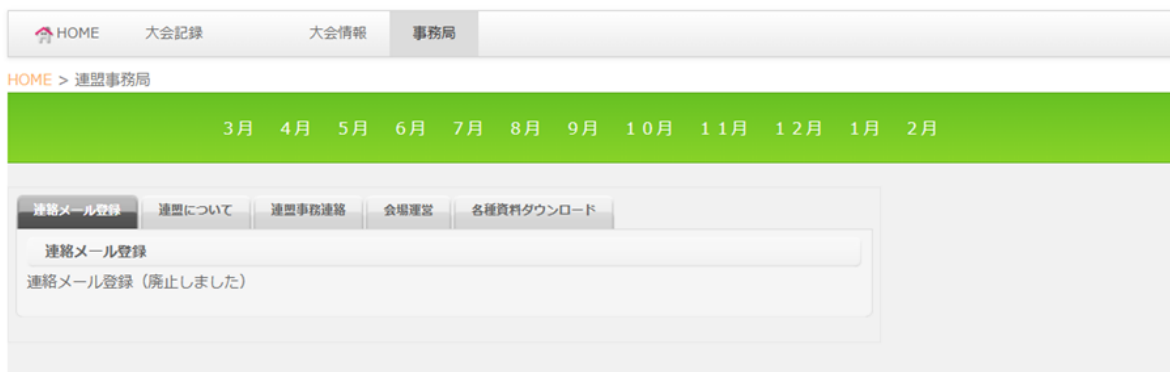 HOME 大会記録 大会情報 事務局
HOME > 連盟事務局
3月 4月 5月 6月 7月 8月 9月 10月 11月 12月 1月 2月
連絡メール登録 連盟について 連盟事務連絡 会場運営 各種資料ダウンロード
連絡メール登録
連絡メール登録（廃止しました）